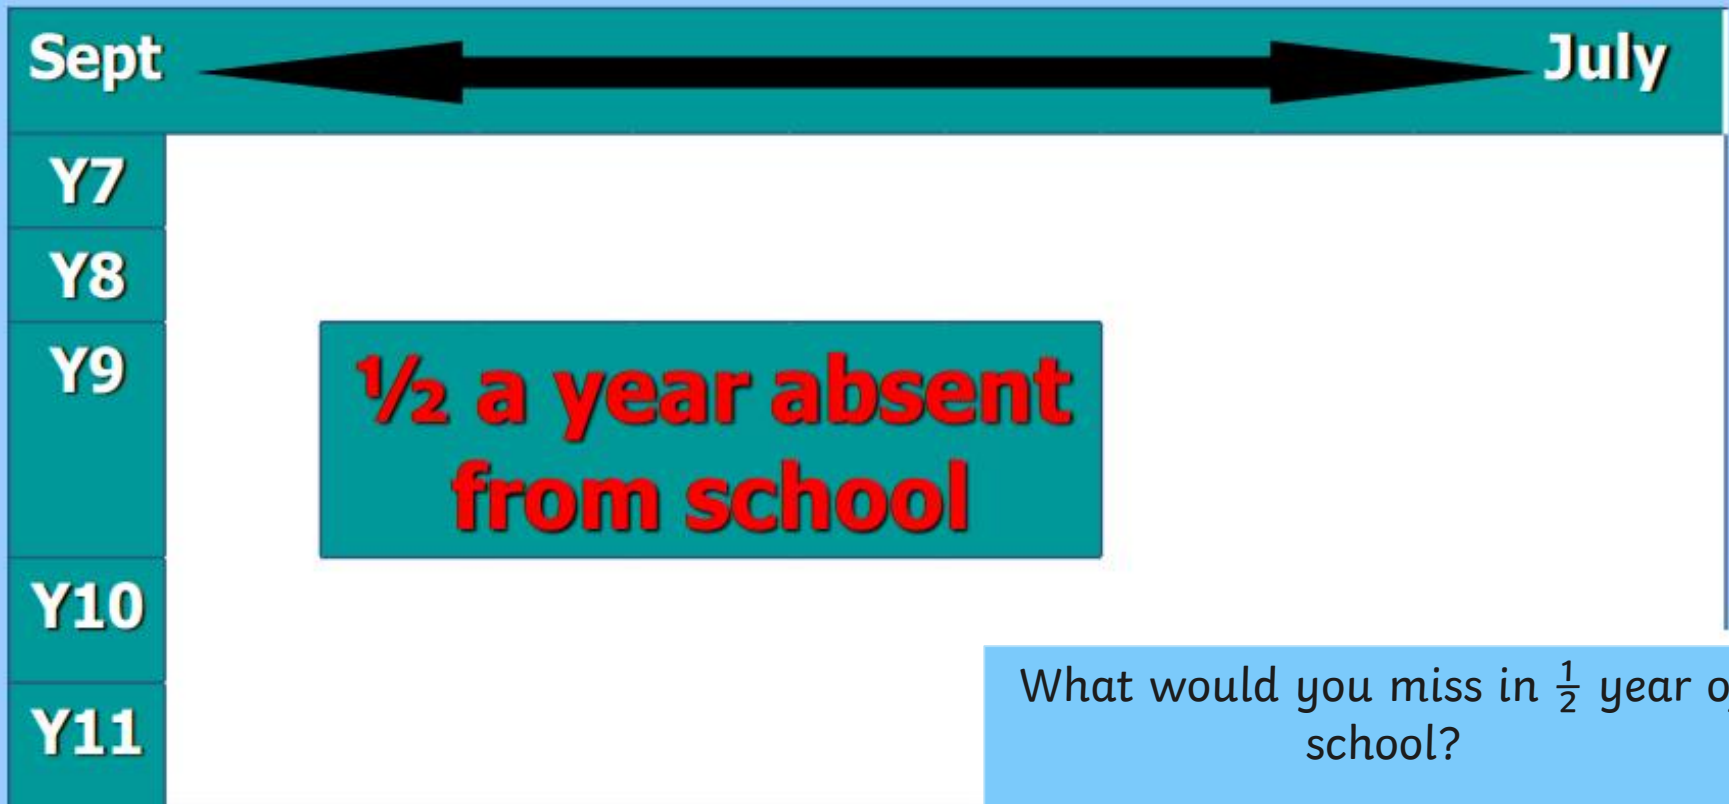 Sept
July
Y7
Y8
Y9
½ a year absent
from school
Y10
Y11
What would you miss in ½ year
school?